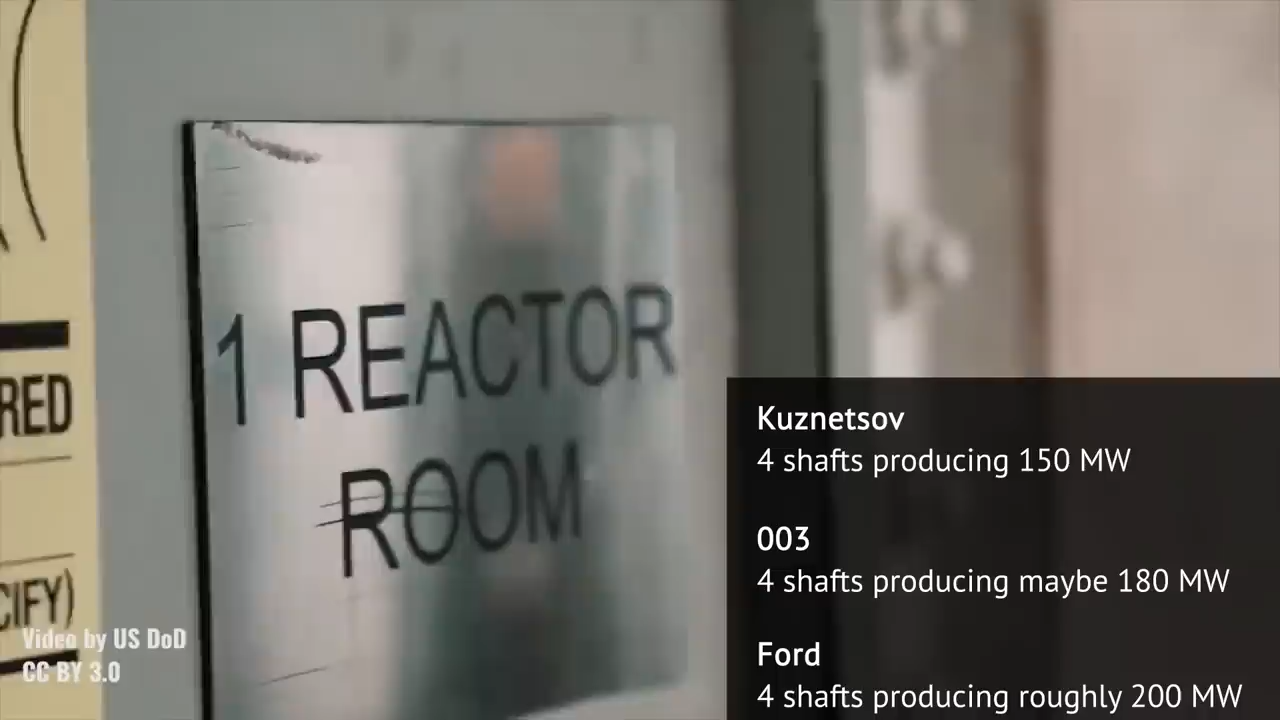 1 REACTOR
ROOM
RED
CIFY)
Video by US DoD
CC BY 3.0
Kuznetsov
4 shafts producing 150 MW
003
4 shafts producing maybe 180 MW
Ford
4 shafts producing roughly 200 MW